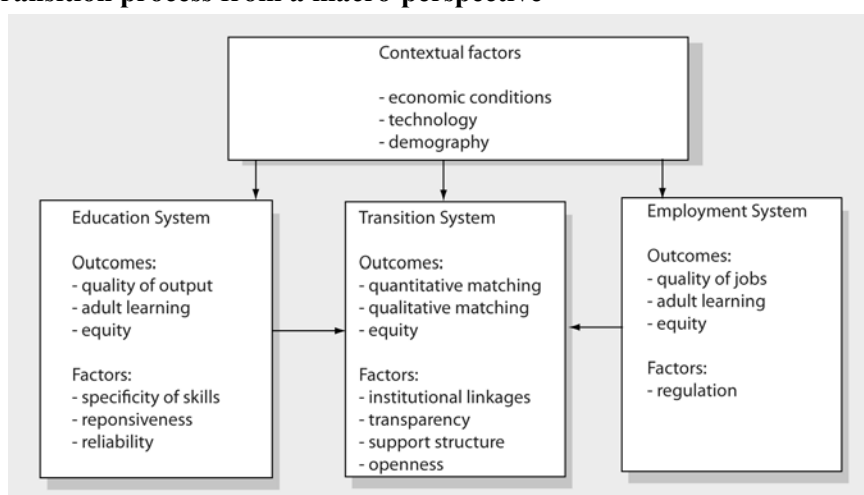 ransition process from a macro perspective
Contextual factors
- economic conditions
- technology
- demography
Education System
Outcomes:
- quality of output
- adult learning
- equity
Factors:
- specificity of skills
- reponsiveness
- reliability
Transition System
Outcomes:
- quantitative matching
- qualitative matching
- equity
Factors:
- institutional linkages
- transparency
- support structure
- openness
Employment System
Outcomes:
- quality of jobs
- adult learning
- equity
Factors:
- regulation